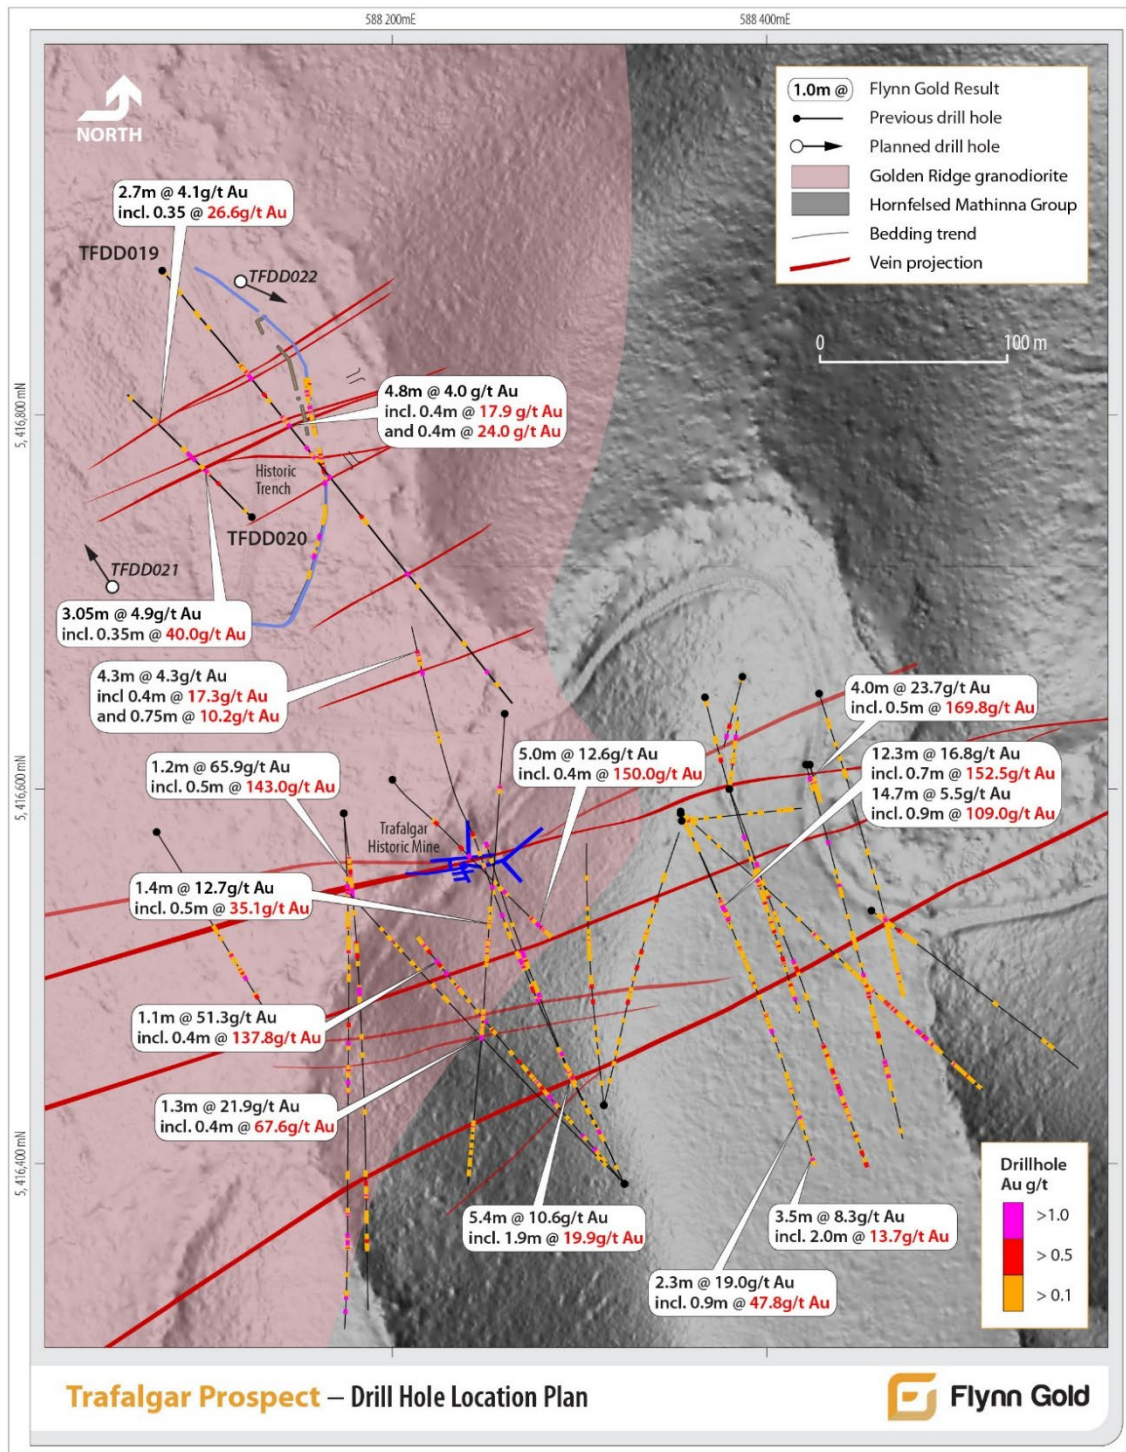 588 200mE
588 400mE
NORTH
1.0m @
Flynn Gold Result
Previous drill hole
Planned drill hole
Golden Ridge granodiorite
Hornfelsed Mathinna Group
Bedding trend
Vein projection
0
100 m
2.7m @ 4.1g/t Au
incl. 0.35 @ 26.6g/t Au
TFDD019
TFDD022
5,416,800 mN
4.8m @ 4.0 g/t Au
incl. 0.4m @ 17.9 g/t Au
and 0.4m @ 24.0 g/t Au
Historic
Trench
TFDD020
TFDD021
3.05m @ 4.9g/t Au
incl. 0.35m @ 40.0g/t Au
4.3m @ 4.3g/t Au
incl 0.4m @ 17.3g/t Au
and 0.75m @ 10.2g/t Au
4.0m @ 23.7g/t Au
incl. 0.5m @ 169.8g/t Au
5.0m @ 12.6g/t Au
incl. 0.4m @ 150.0g/t Au
12.3m @ 16.8g/t Au
incl. 0.7m @ 152.5g/t Au
14.7m @ 5.5g/t Au
incl. 0.9m @ 109.0g/t Au
1.2m @ 65.9g/t Au
incl. 0.5m @ 143.0g/t Au
5,416,600 mN
Trafalgar
Historic Mine
1.4m @ 12.7g/t Au
incl. 0.5m @ 35.1g/t Au
1.1m @ 51.3g/t Au
incl. 0.4m @ 137.8g/t Au
1.3m @ 21.9g/t Au
incl. 0.4m @ 67.6g/t Au
5,416,400 mN
5.4m @ 10.6g/t Au
incl. 1.9m @ 19.9g/t Au
3.5m @ 8.3g/t Au
incl. 2.0m @ 13.7g/t Au
2.3m @ 19.0g/t Au
incl. 0.9m @ 47.8g/t Au
Drillhole
Au g/t
>1.0
> 0.5
> 0.1
Trafalgar Prospect – Drill Hole Location Plan
Flynn Gold